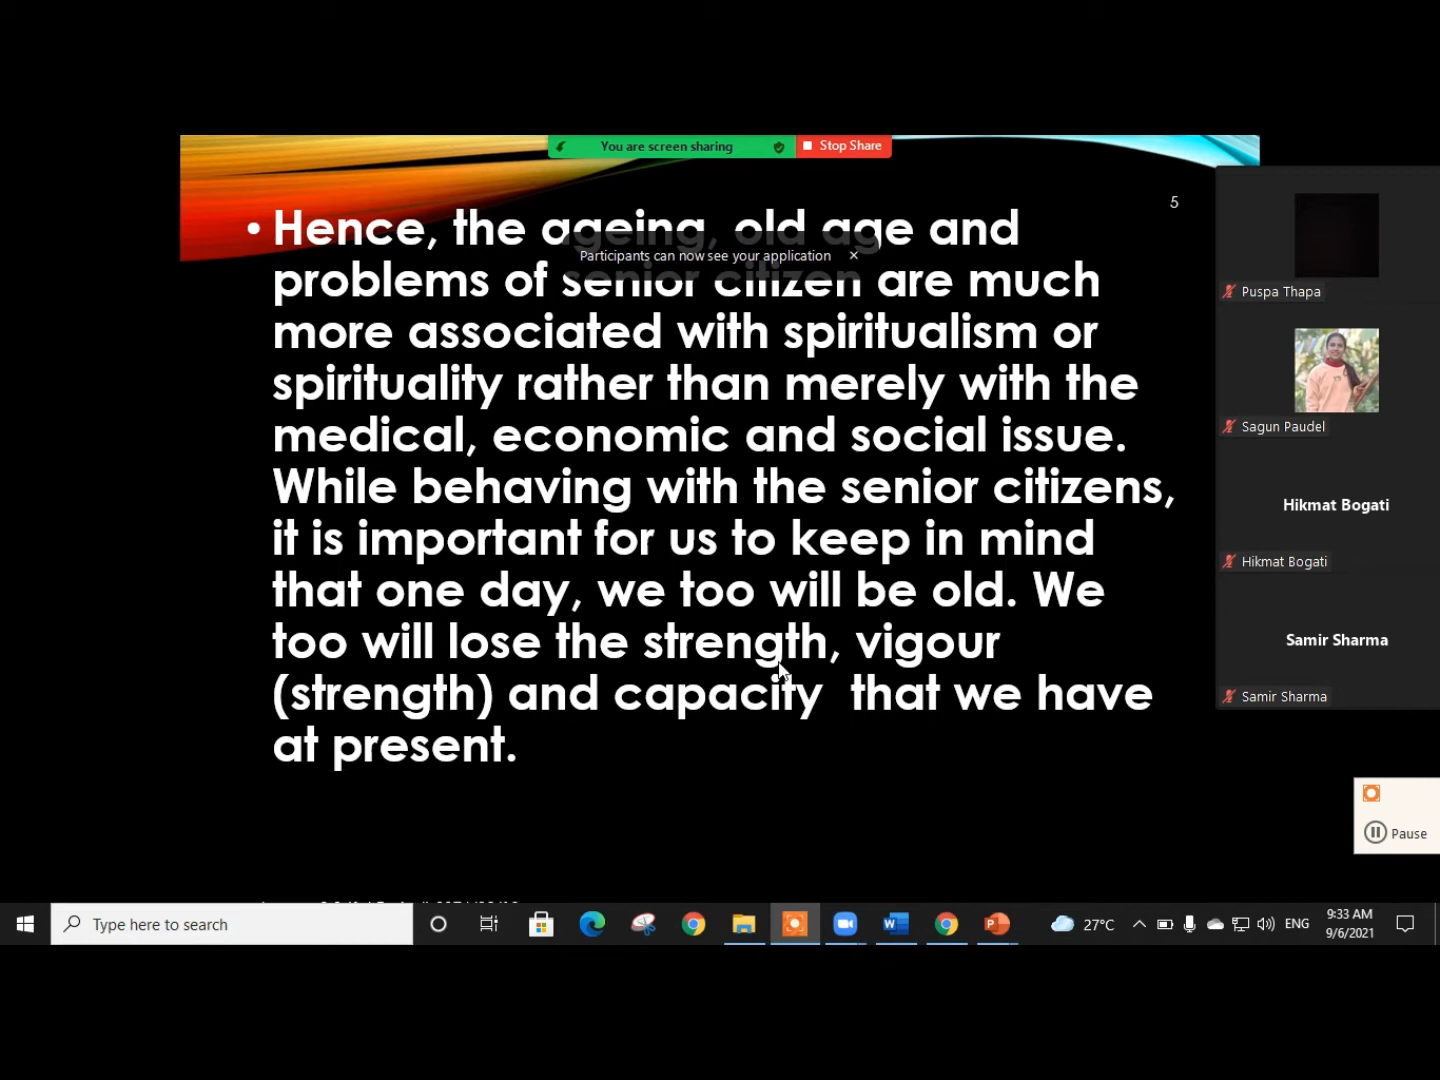 You are screen sharing
Stop Share
5
• Hence, the ageing, old age and
Participants can now see your application ×
problems of senior citizen are much
more associated with spiritualism or
spirituality rather than merely with the
medical, economic and social issue.
While behaving with the senior citizens,
it is important for us to keep in mind
that one day, we too will be old. We
too will lose the strength, vigour
(strength) and capacity  that we have
at present.
Puspa Thapa
Sagun Paudel
Hikmat Bogati
Hikmat Bogati
Samir Sharma
Samir Sharma
Pause
Type here to search
27°C
ENG
9:33 AM
9/6/2021